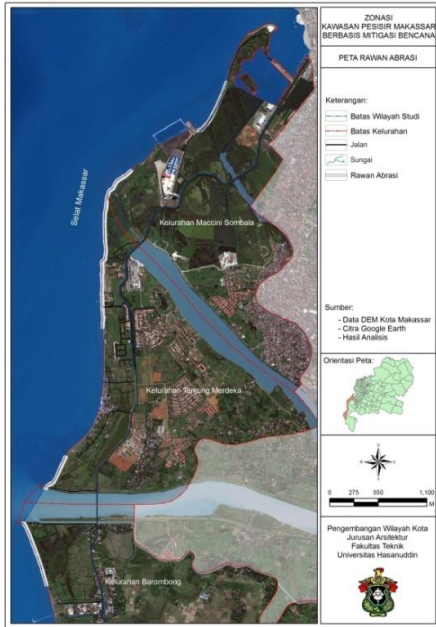 ZONASI
KAWASAN PESISIR MAKASSAR
BERBASIS MITIGASI BENCANA
PETA RAWAN ABRASI
Keterangan:
Batas Wilayah Studi
Batas Kelurahan
Jalan
Sungai
Rawan Abrasi
Selat Makassar
Kelurahan Maccini Sombala
Kelurahan Tanjung Merdeka
Kelurahan Barombong
Sumber:
- Data DEM Kota Makassar
- Citra Google Earth
- Hasil Analisis
Orientasi Peta:
0 275 550 1,100
M
Pengembangan Wilayah Kota
Jurusan Arsitektur
Fakultas Teknik
Universitas Hasanuddin